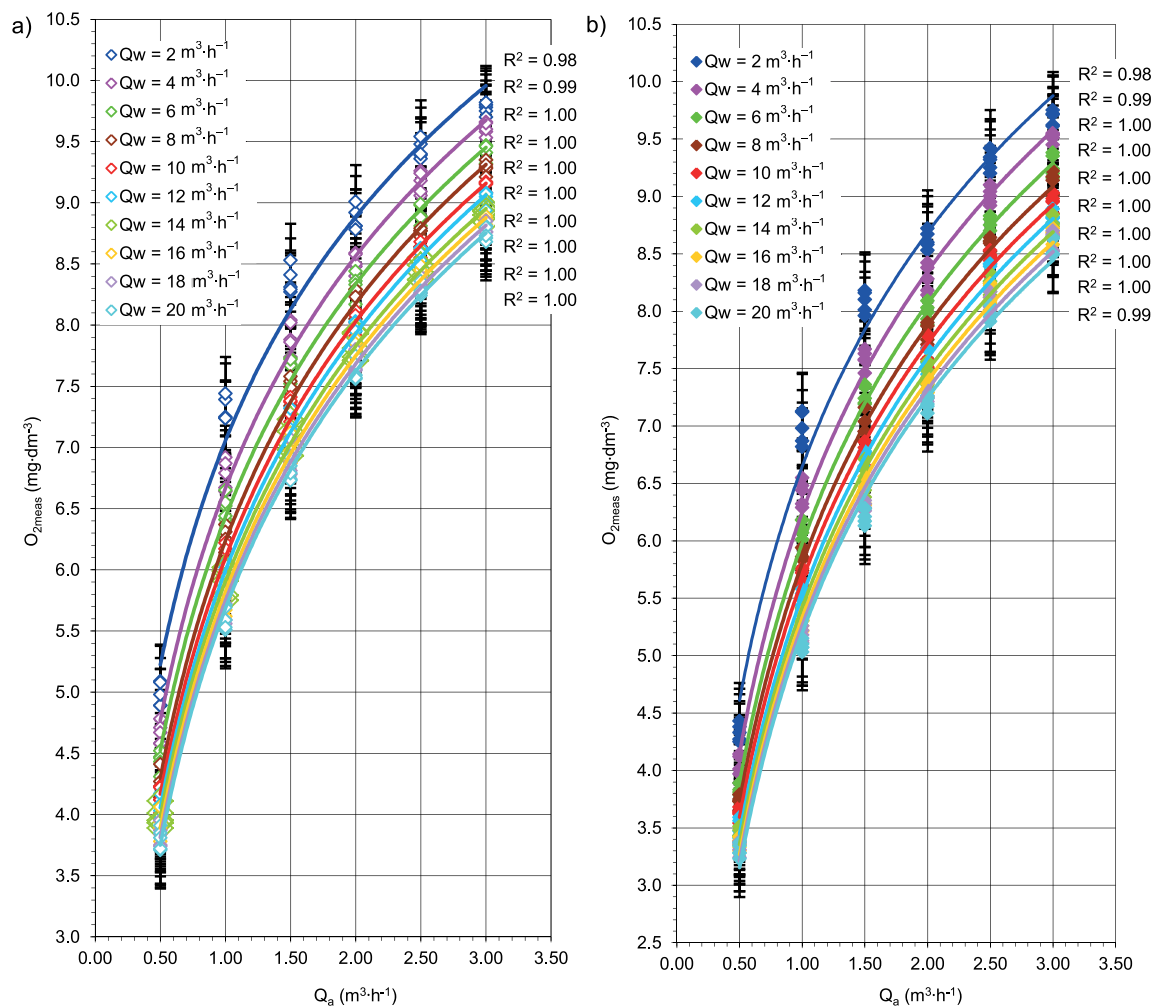 a)
10.5
10.0
9.5
9.0
8.5
8.0
7.5
7.0
6.5
6.0
5.5
5.0
4.5
4.0
3.5
3.0
O2meas (mg·dm-³)
0.00 0.50 1.00 1.50 2.00 2.50 3.00 3.50
Qa (m³·h-¹)
Qw = 2 m³·h⁻¹
Qw = 4 m³·h⁻¹
Qw = 6 m³·h⁻¹
Qw = 8 m³·h⁻¹
Qw = 10 m³·h⁻¹
Qw = 12 m³·h⁻¹
Qw = 14 m³·h⁻¹
Qw = 16 m³·h⁻¹
Qw = 18 m³·h⁻¹
Qw = 20 m³·h⁻¹
R² = 0.98
R² = 0.99
R² = 1.00
R² = 1.00
R² = 1.00
R² = 1.00
R² = 1.00
R² = 1.00
R² = 1.00
R² = 1.00
b)
10.5
10.0
9.5
9.0
8.5
8.0
7.5
7.0
6.5
6.0
5.5
5.0
4.5
4.0
3.5
3.0
2.5
O2meas (mg·dm-³)
0.00 0.50 1.00 1.50 2.00 2.50 3.00 3.50
Qa (m³·h-¹)
Qw = 2 m³·h⁻¹
Qw = 4 m³·h⁻¹
Qw = 6 m³·h⁻¹
Qw = 8 m³·h⁻¹
Qw = 10 m³·h⁻¹
Qw = 12 m³·h⁻¹
Qw = 14 m³·h⁻¹
Qw = 16 m³·h⁻¹
Qw = 18 m³·h⁻¹
Qw = 20 m³·h⁻¹
R² = 0.98
R² = 0.99
R² = 1.00
R² = 1.00
R² = 1.00
R² = 1.00
R² = 1.00
R² = 1.00
R² = 1.00
R² = 0.99